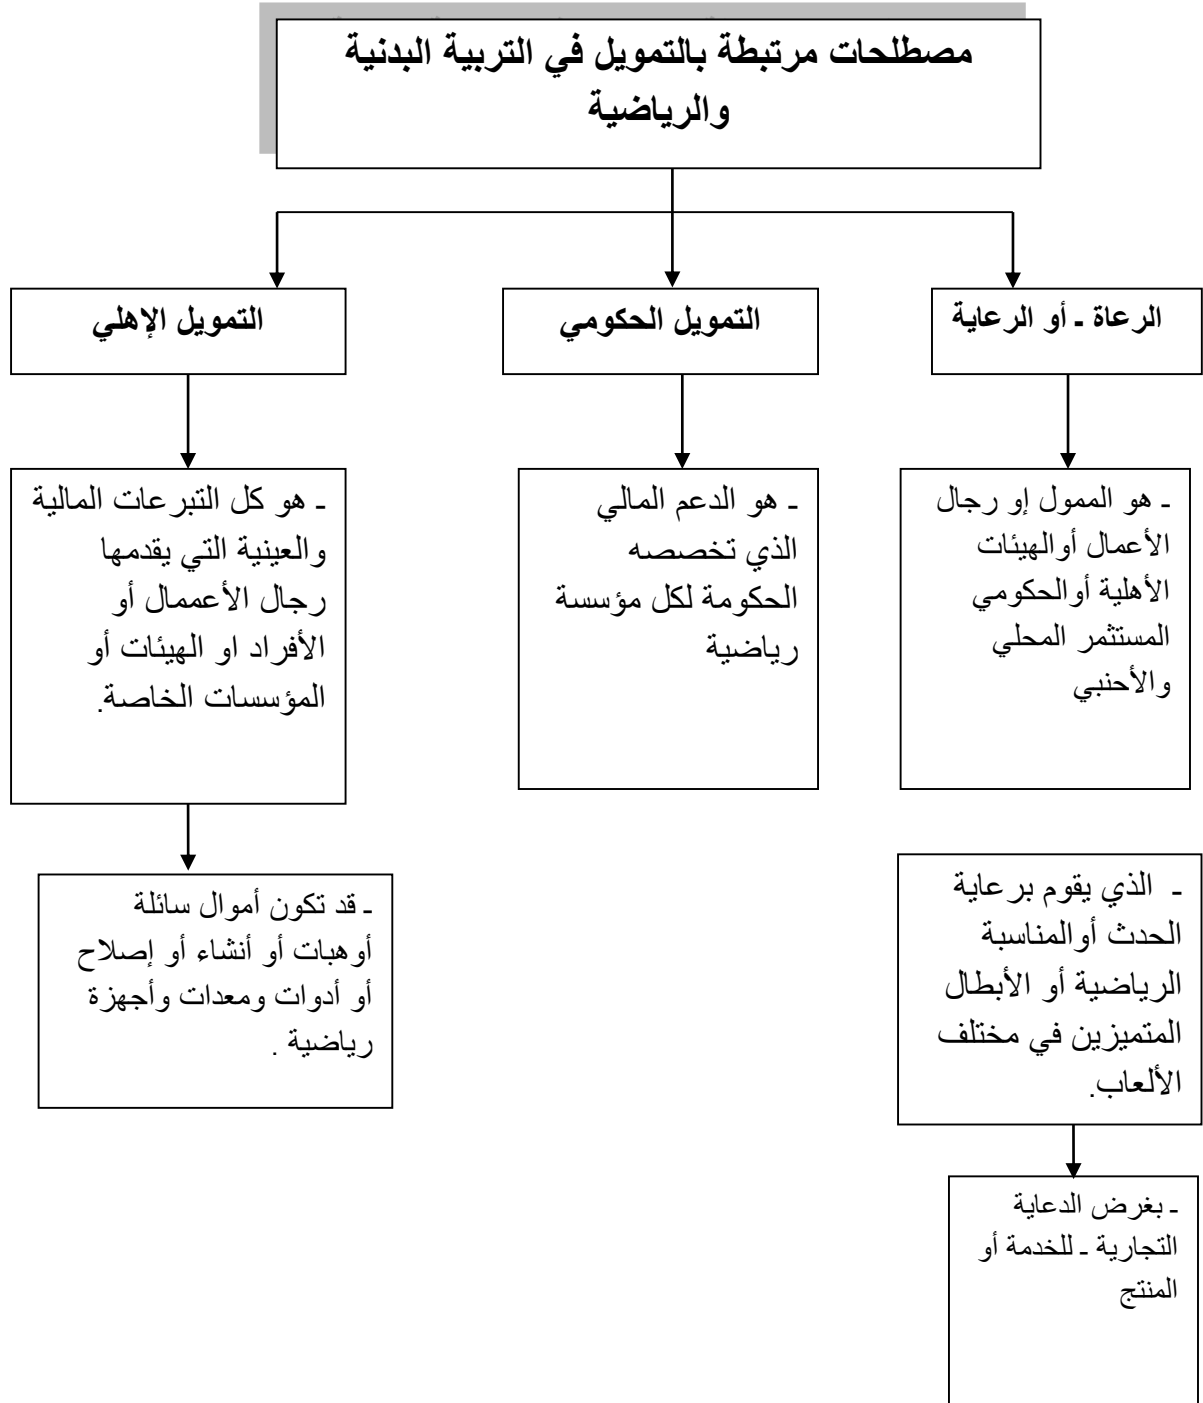 مصطلحات مرتبطة بالتمويل في التربية البدنية
والرياضية
الرعاة ـ أو الرعاية
التمويل الحكومي
التمويل الإهلي
ـ هو الممول إو رجال
الأعمال أوالهيئات
الأهلية أوالحكومي
المستثمر المحلي
والأحنبي
ـ هو الدعم المالي
الذي تخصصه
الحكومة لكل مؤسسة
رياضية
ـ هو كل التبرعات المالية
والعينية التي يقدمها
رجال الأعممال أو
الأفراد او الهيئات أو
المؤسسات الخاصة.
ـ الذي يقوم برعاية
الحدث أوالمناسبة
الرياضية أو الأبطال
المتميزين في مختلف
الألعاب.
ـ قد تكون أموال سائلة
أوهبات أو أنشاء أو إصلاح
أو أدوات ومعدات وأجهزة
رياضية .
ـ بغرض الدعاية
التجارية ـ للخدمة أو
المنتج